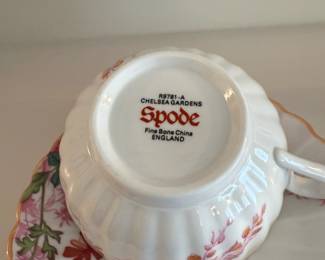 R9781-A
CHELSEA GARDENS
Spode
Fine Bone China
ENGLAND